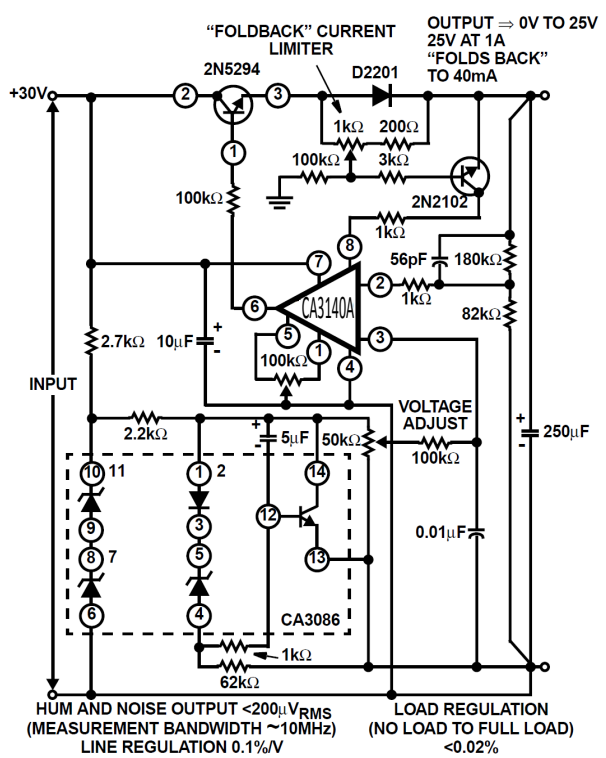 OUTPUT ⇒ 0V TO 25V
25V AT 1A
“FOLDS BACK”
TO 40mA
“FOLDBACK” CURRENT
LIMITER
2N5294
D2201
+30V
2
3
1kΩ
200Ω
1
100kΩ
3kΩ
100kΩ
2N2102
1kΩ
8
7
56pF
180kΩ
2
1kΩ
6
CA3140A
82kΩ
5
3
1
4
2.7kΩ
10μF
+
-
100kΩ
INPUT
VOLTAGE
ADJUST
2.2kΩ
+
-
5μF
50kΩ
100kΩ
+
-
250μF
10
11
1
2
14
9
3
12
8
7
5
13
0.01μF
6
4
CA3086
1kΩ
62kΩ
HUM AND NOISE OUTPUT <200μVRMS
(MEASUREMENT BANDWIDTH ~10MHz)
LINE REGULATION 0.1%/V
LOAD REGULATION
(NO LOAD TO FULL LOAD)
<0.02%